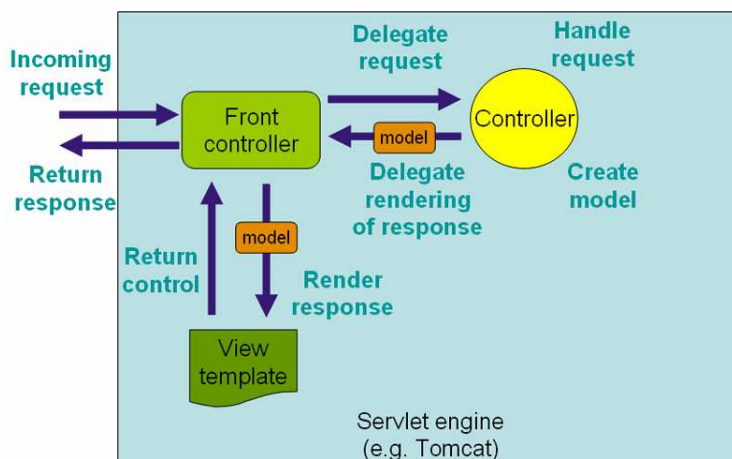 Incoming
request
Return
response
Front
controller
Delegate
request
Handle
request
Controller
model
Delegate
rendering
of response
Create
model
Return
control
model
Render
response
View
template
Servlet engine
(e.g. Tomcat)